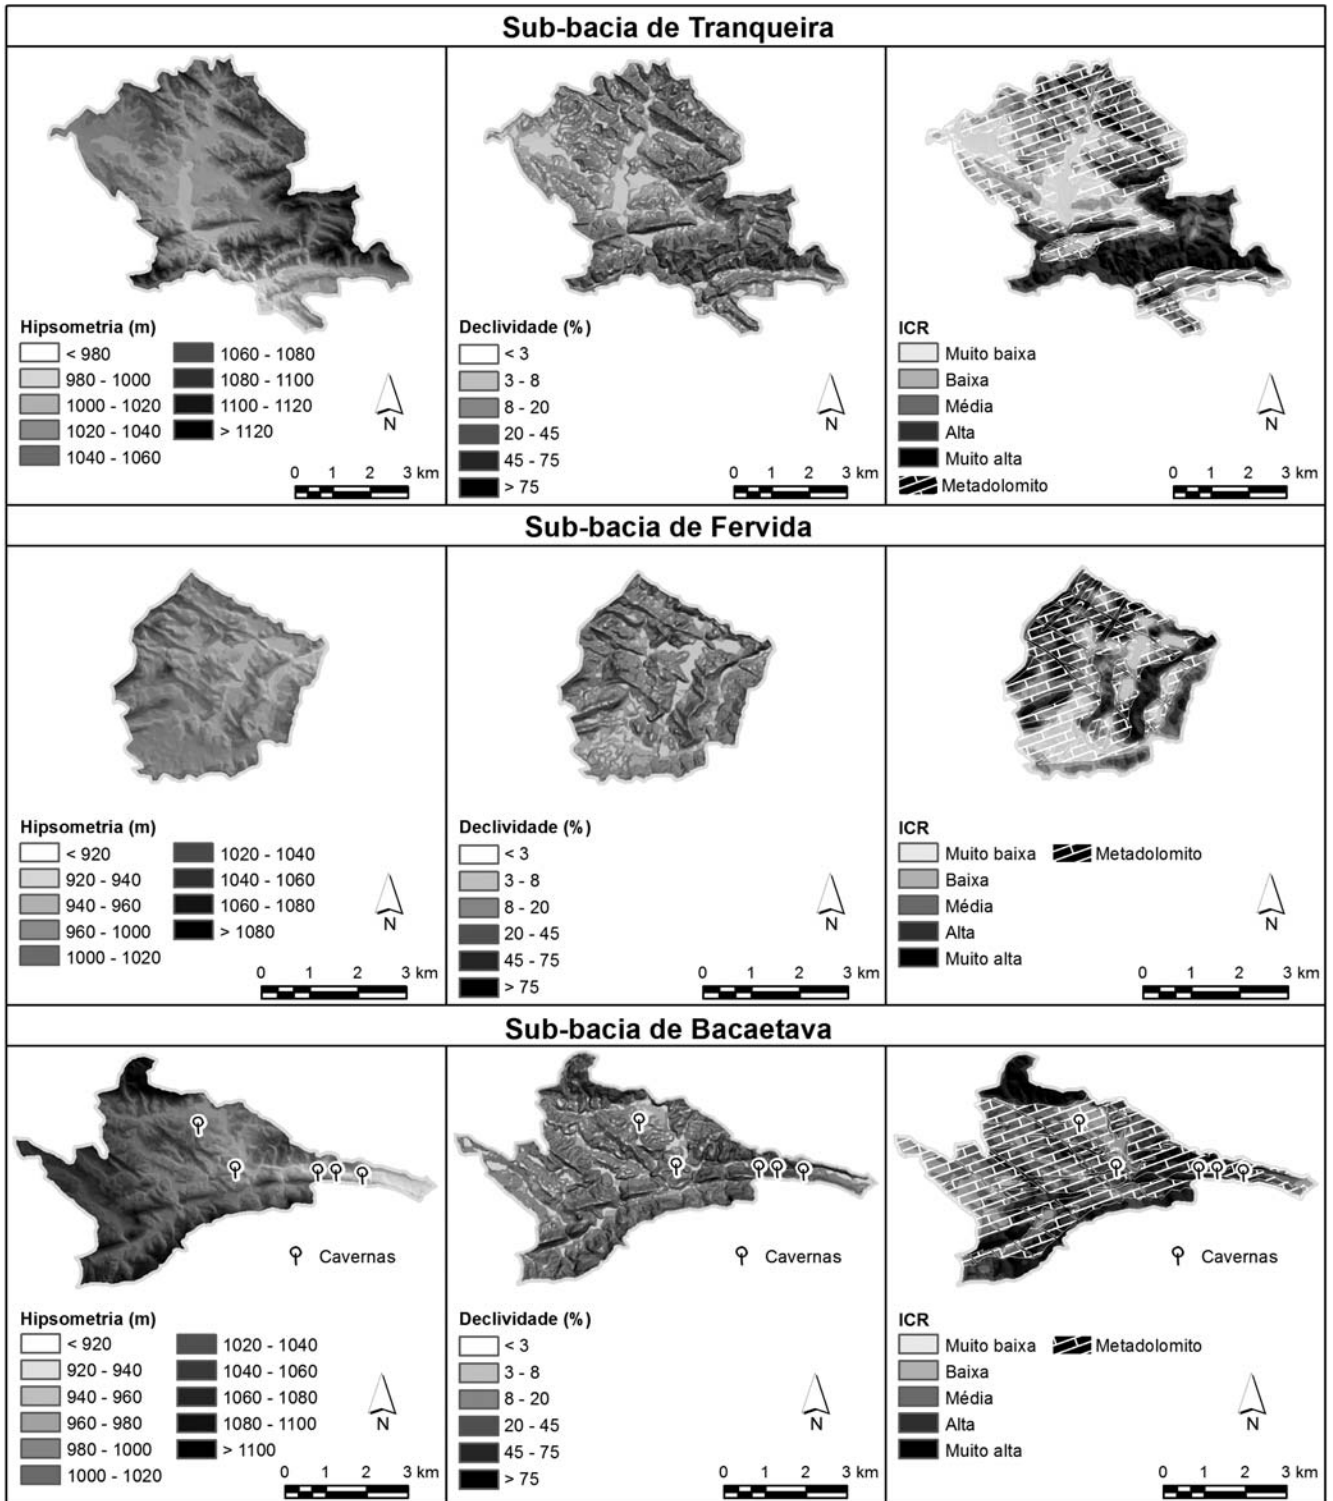 Sub-bacia de Tranqueira
Hipsometria (m)
< 980
980 - 1000
1000 - 1020
1020 - 1040
1040 - 1060
1060 - 1080
1080 - 1100
1100 - 1120
> 1120
N
0 1 2 3 km
Declividade (%)
< 3
3 - 8
8 - 20
20 - 45
45 - 75
> 75
N
0 1 2 3 km
ICR
Muito baixa
Baixa
Média
Alta
Muito alta
Metadolomito
N
0 1 2 3 km
Sub-bacia de Fervida
Hipsometria (m)
< 920
920 - 940
940 - 960
960 - 1000
1000 - 1020
1020 - 1040
1040 - 1060
1060 - 1080
> 1080
N
0 1 2 3 km
Declividade (%)
< 3
3 - 8
8 - 20
20 - 45
45 - 75
> 75
N
0 1 2 3 km
ICR
Muito baixa
Baixa
Média
Alta
Muito alta
Metadolomito
N
0 1 2 3 km
Sub-bacia de Bacaetava
Cavernas
Hipsometria (m)
< 920
920 - 940
940 - 960
960 - 980
980 - 1000
1000 - 1020
1020 - 1040
1040 - 1060
1060 - 1080
1080 - 1100
> 1100
N
0 1 2 3 km
Cavernas
Declividade (%)
< 3
3 - 8
8 - 20
20 - 45
45 - 75
> 75
N
0 1 2 3 km
Cavernas
ICR
Muito baixa
Baixa
Média
Alta
Muito alta
Metadolomito
N
0 1 2 3 km